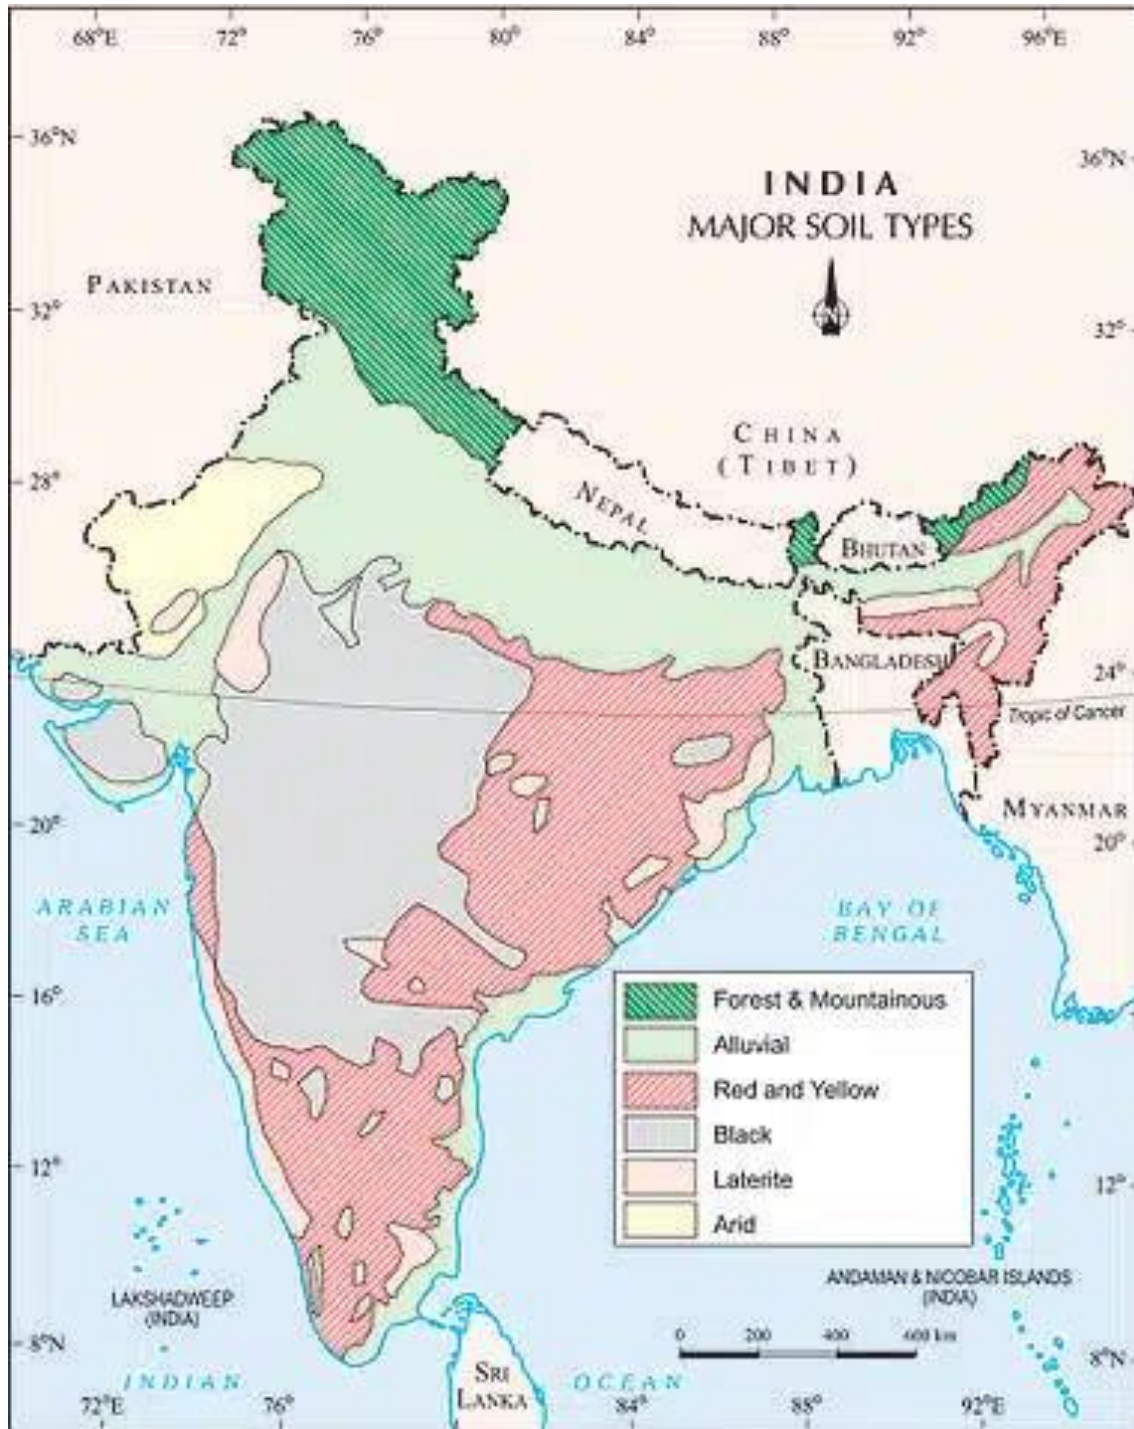 68°E 72° 76° 80° 84° 88° 92° 96°E
36°N
36°N
INDIA
MAJOR SOIL TYPES
N
PAKISTAN
32°
32°
CHINA
(TIBET)
28°
28°
NEPAL
BHUTAN
BANGLADESH
24°
Tropic of Cancer
MYANMAR
20°
20°
ARABIAN
SEA
BAY OF
BENGAL
16°
16°
Forest & Mountainous
Alluvial
Red and Yellow
Black
Laterite
Arid
12°
12°
LAKSHADWEEP
(INDIA)
ANDAMAN & NICOBAR ISLANDS
(INDIA)
0 200 400 600 km
8°N
8°N
SRI
LANKA
INDIAN OCEAN
72°E 76° 84° 88° 92°E